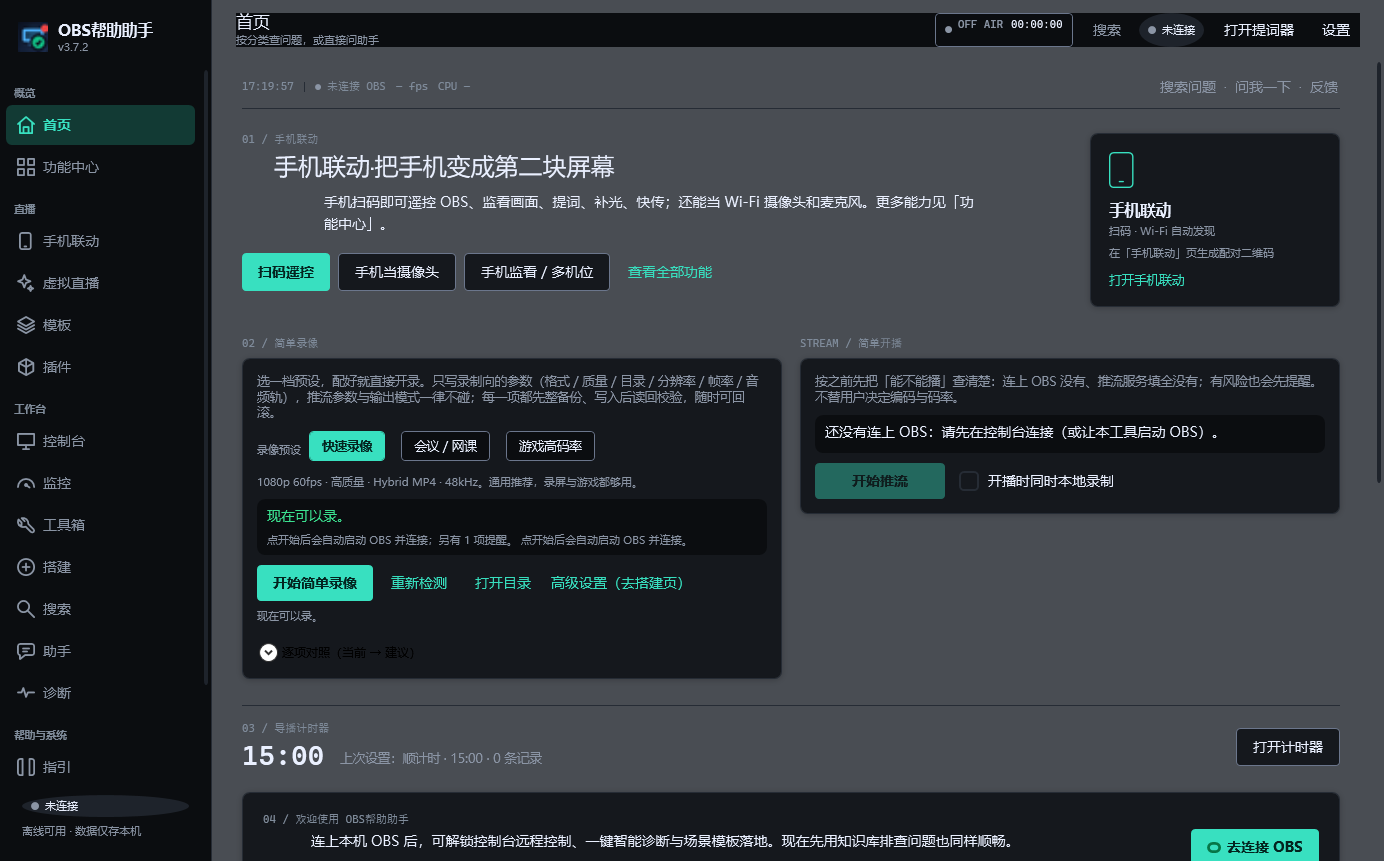 OBS帮助助手
v3.7.2
概览
首页
功能中心
直播
手机联动
虚拟直播
模板
插件
工作台
控制台
监控
工具箱
搭建
搜索
助手
诊断
帮助与系统
指引
未连接
离线可用 · 数据仅存本机
首页
按分类查问题，或直接问助手
OFF AIR 00:00:00
搜索
未连接
打开提词器
设置
17:19:57
未连接 OBS — fps CPU —
搜索问题 · 问我一下 · 反馈
01 / 手机联动
手机联动·把手机变成第二块屏幕
手机扫码即可遥控 OBS、监看画面、提词、补光、快传；还能当 Wi-Fi 摄像头和麦克风。更多能力见「功
能中心」。
扫码遥控
手机当摄像头
手机监看 / 多机位
查看全部功能
手机联动
扫码 · Wi-Fi 自动发现
在「手机联动」页生成配对二维码
打开手机联动
02 / 简单录像
选一档预设，配好就直接开录。只写录制向的参数（格式 / 质量 / 目录 / 分辨率 / 帧率 / 音
频轨），推流参数与输出模式一律不碰；每一项都先整备份、写入后读回校验，随时可回
滚。
录像预设
快速录像
会议 / 网课
游戏高码率
1080p 60fps · 高质量 · Hybrid MP4 · 48kHz。通用推荐，录屏与游戏都够用。
现在可以录。
点开始后会自动启动 OBS 并连接；另有 1 项提醒。 点开始后会自动启动 OBS 并连接。
开始简单录像
重新检测
打开目录
高级设置（去搭建页）
现在可以录。
逐项对照（当前 → 建议）
STREAM / 简单开播
按之前先把「能不能播」查清楚：连上 OBS 没有、推流服务填全没有；有风险也会先提醒。
不替用户决定编码与码率。
还没有连上 OBS：请先在控制台连接（或让本工具启动 OBS）。
开始推流
开播时同时本地录制
03 / 导播计时器
15:00
上次设置：顺计时 · 15:00 · 0 条记录
打开计时器
04 / 欢迎使用 OBS帮助助手
连上本机 OBS 后，可解锁控制台远程控制、一键智能诊断与场景模板落地。现在先用知识库排查问题也同样顺畅。
去连接 OBS